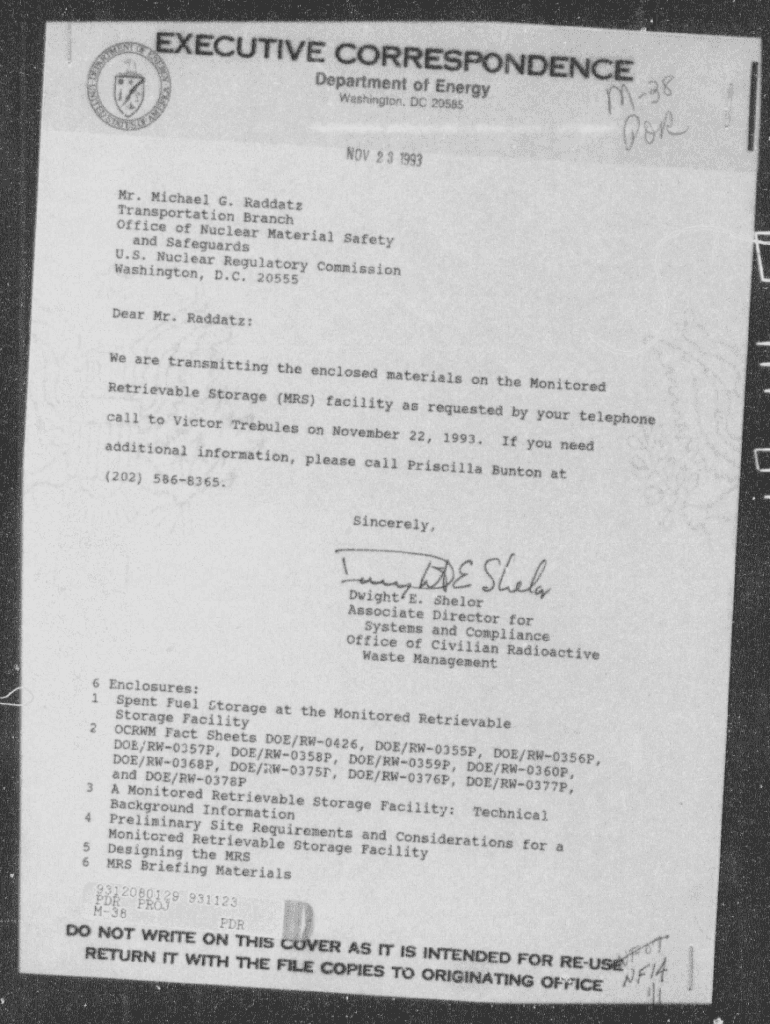 EXECUTIVE CORRESPONDENCE
Department of Energy
Washington, DC 20585
DEPARTMENT OF ENERGY
UNITED STATES OF AMERICA
M-38
PDR
NOV 23 1993
Mr. Michael G. Raddatz
Transportation Branch
Office of Nuclear Material Safety
and Safeguards
U.S. Nuclear Regulatory Commission
Washington, D.C. 20555
Dear Mr. Raddatz:
We are transmitting the enclosed materials on the Monitored
Retrievable Storage (MRS) facility as requested by your telephone
call to Victor Trebules on November 22, 1993. If you need
additional information, please call Priscilla Bunton at
(202) 586-8365.
Sincerely,
E Shelor
Dwight E. Shelor
Associate Director for
Systems and Compliance
Office of Civilian Radioactive
Waste Management
6 Enclosures:
1 Spent Fuel Storage at the Monitored Retrievable
Storage Facility
2 OCRWM Fact Sheets DOE/RW-0426, DOE/RW-0355P, DOE/RW-0356P,
DOE/RW-0357P, DOE/RW-0358P, DOE/RW-0359P, DOE/RW-0360P,
DOE/RW-0368P, DOE/RW-0375P, DOE/RW-0376P, DOE/RW-0377P,
and DOE/RW-0378P
3 A Monitored Retrievable Storage Facility: Technical
Background Information
4 Preliminary Site Requirements and Considerations for a
Monitored Retrievable Storage Facility
5 Designing the MRS
6 MRS Briefing Materials
9312080129 931123
PDR PROJ
M-38 PDR
DO NOT WRITE ON THIS COVER AS IT IS INTENDED FOR RE-USE
RETURN IT WITH THE FILE COPIES TO ORIGINATING OFFICE
NF14
1/1